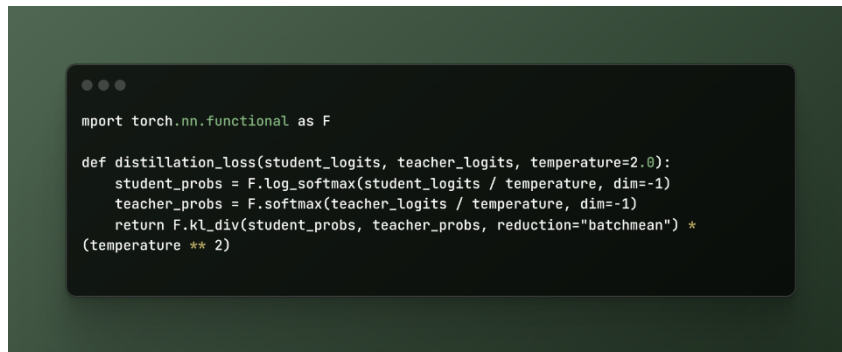 mport torch.nn.functional as F
def distillation_loss(student_logits, teacher_logits, temperature=2.0):
    student_probs = F.log_softmax(student_logits / temperature, dim=-1)
    teacher_probs = F.softmax(teacher_logits / temperature, dim=-1)
    return F.kl_div(student_probs, teacher_probs, reduction="batchmean") *
(temperature ** 2)